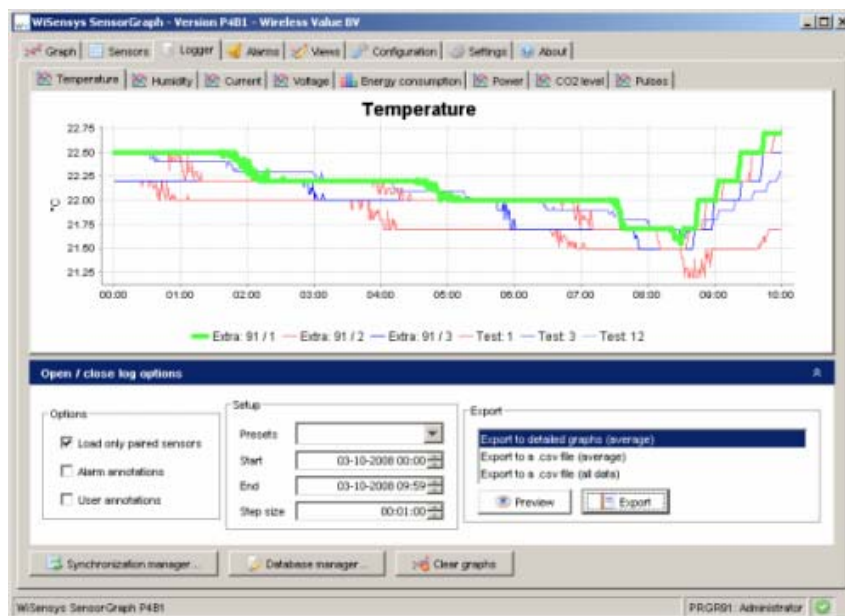 WiSensys SensorGraph - Version P4B1 - Wireless Value BV
Graph Sensors Logger Alarms Views Configuration Settings About
Temperature Humidity Current Voltage Energy consumption Power CO2 level Pulses
Temperature
22.75
22.50
22.25
22.00
21.75
21.50
21.25
°C
00:00 01:00 02:00 03:00 04:00 05:00 06:00 07:00 08:00 09:00 10:00
Extra: 91 / 1 Extra: 91 / 2 Extra: 91 / 3 Test: 1 Test: 3 Test: 12
Open / close log options
Options
Load only paired sensors
Alarm annotations
User annotations
Setup
Presets
Start 03-10-2008 00:00
End 03-10-2008 09:59
Step size 00:01:00
Export
Export to detailed graphs (average)
Export to a .csv file (average)
Export to a .csv file (all data)
Preview Export
Synchronization manager... Database manager... Clear graphs
WiSensys SensorGraph P4B1 PRGR91: Administrator